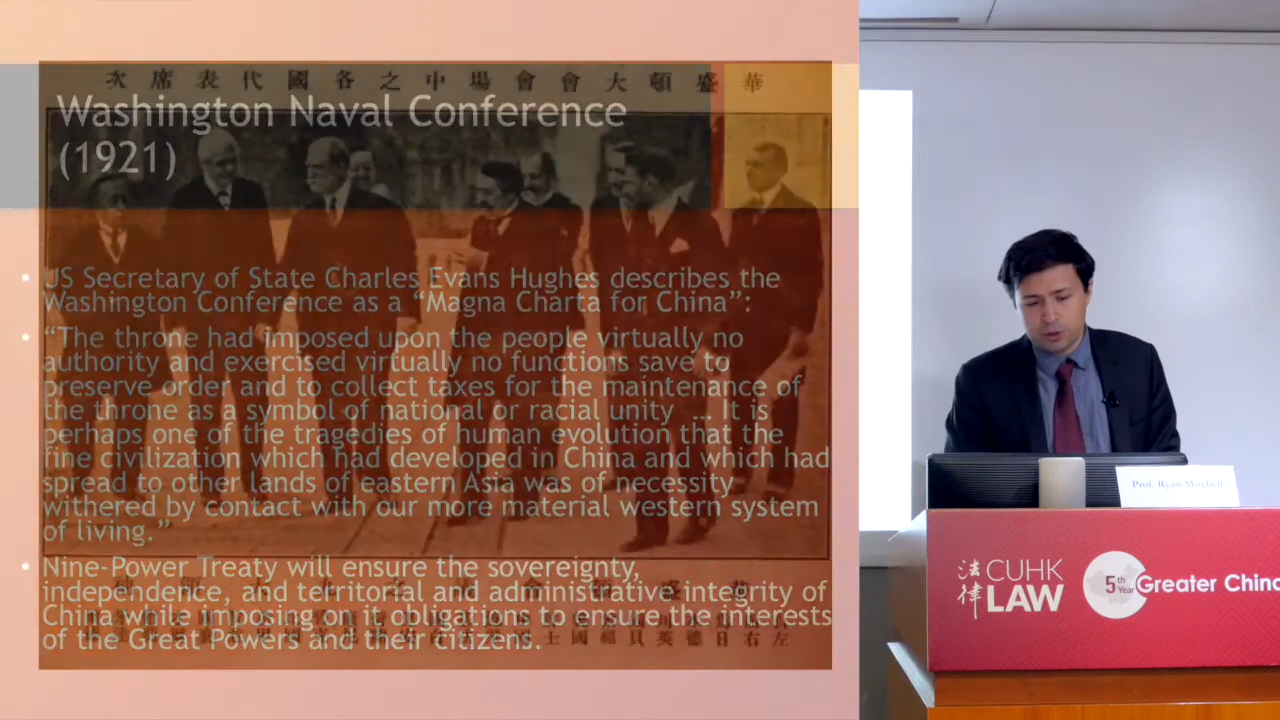 次席表代國各之中場會會大頓盛華
Washington Naval Conference
(1921)
• US Secretary of State Charles Evans Hughes describes the
Washington Conference as a “Magna Charta for China”:
• “The throne had imposed upon the people virtually no
authority and exercised virtually no functions save to
preserve order and to collect taxes for the maintenance of
the throne as a symbol of national or racial unity … It is
perhaps one of the tragedies of human evolution that the
fine civilization which had developed in China and which had
spread to other lands of eastern Asia was of necessity
withered by contact with our more material western system
of living.”
• Nine-Power Treaty will ensure the sovereignty,
independence, and territorial and administrative integrity of
China while imposing on it obligations to ensure the interests
of the Great Powers and their citizens.
Prof. Ryan Mitchell
法律
CUHK
LAW
5th
Year
Greater China